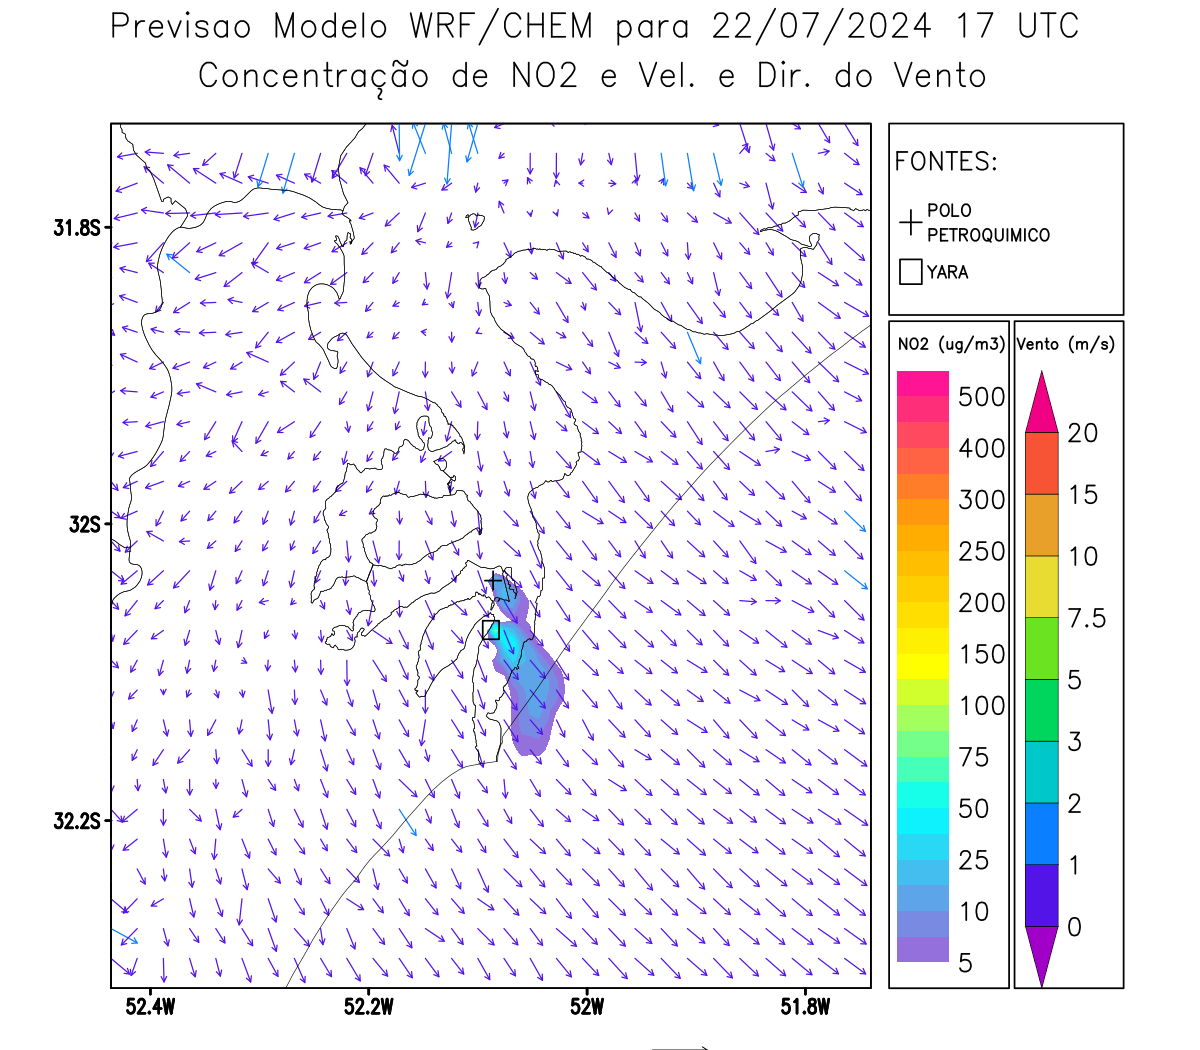 Previsao Modelo WRF/CHEM para 22/07/2024 17 UTC
Concentração de NO2 e Vel. e Dir. do Vento
FONTES:
POLO
PETROQUIMICO
YARA
31.8S
32S
32.2S
52.4W
52.2W
52W
51.8W
NO2 (ug/m3)
500
400
300
250
200
150
100
75
50
25
10
5
Vento (m/s)
20
15
10
7.5
5
3
2
1
0